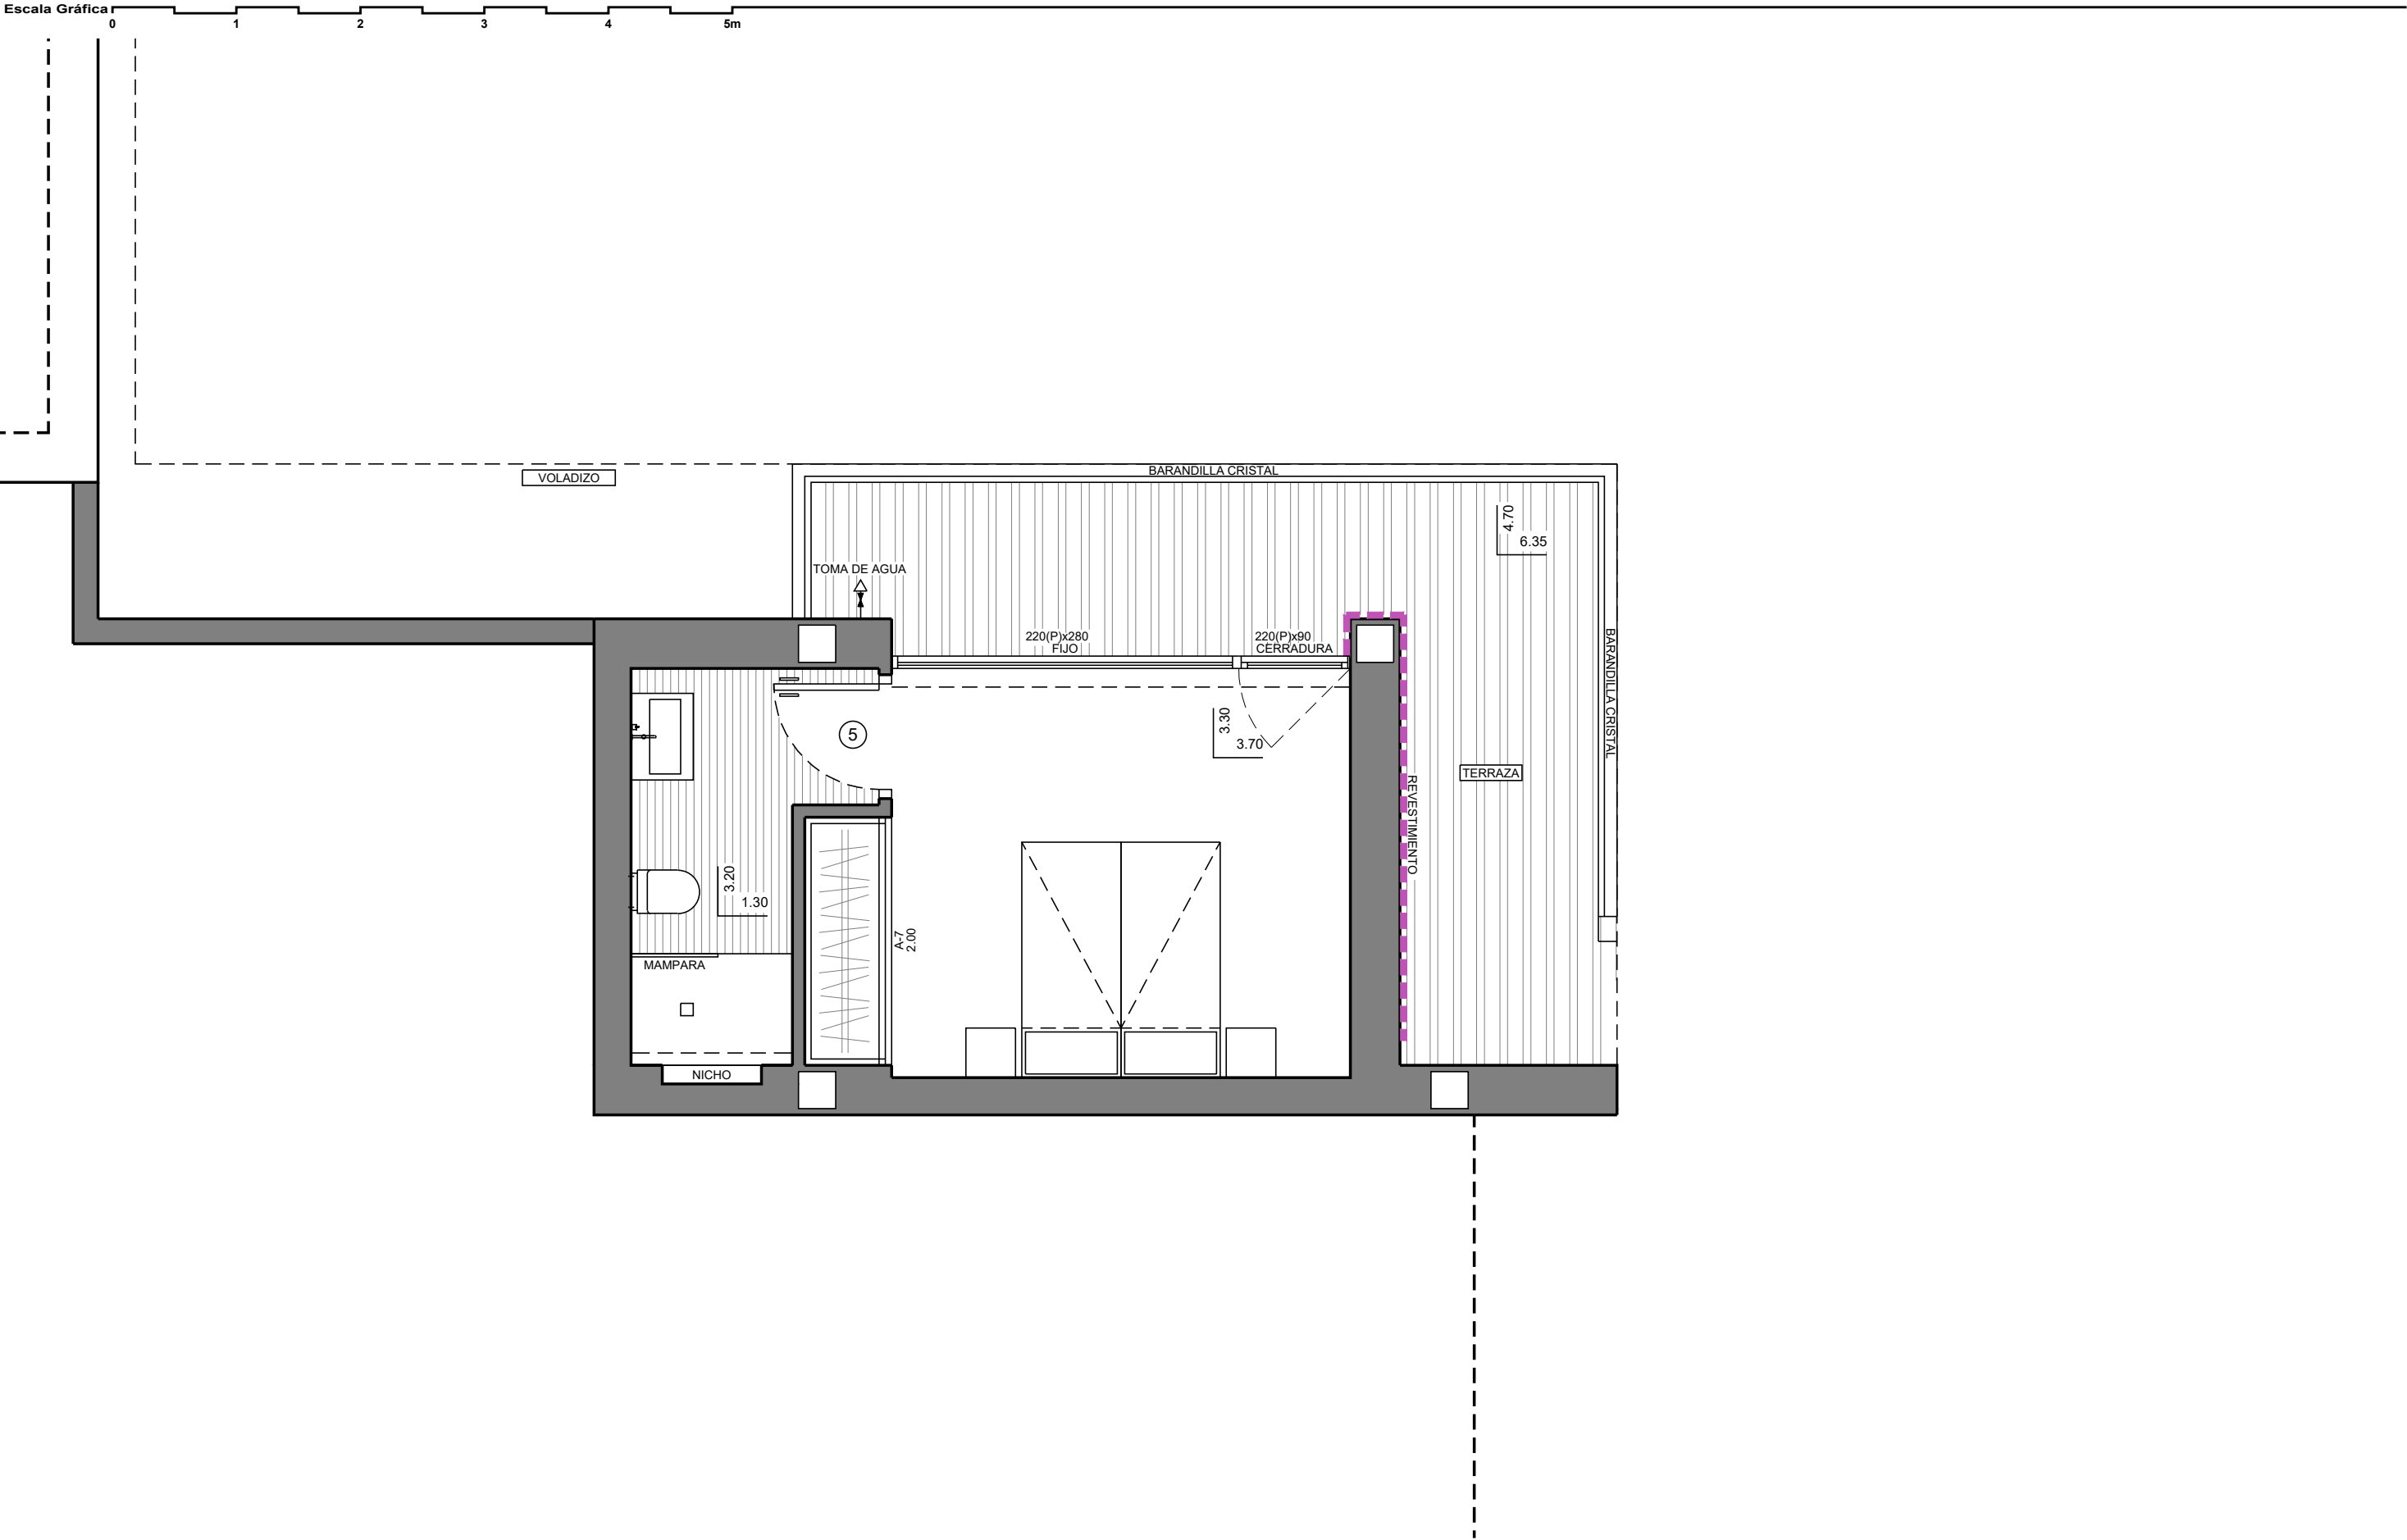 Escala Gráfica
0 1 2 3 4 5m
VOLADIZO
BARANDILLA CRISTAL
4.70
6.35
TOMA DE AGUA
220(P)x280
FIJO
220(P)x90
CERRADURA
BARANDILLA CRISTAL
5
3.30
3.70
TERRAZA
REVESTIMIENTO
3.20
1.30
A-7
2.00
MAMPARA
NICHO